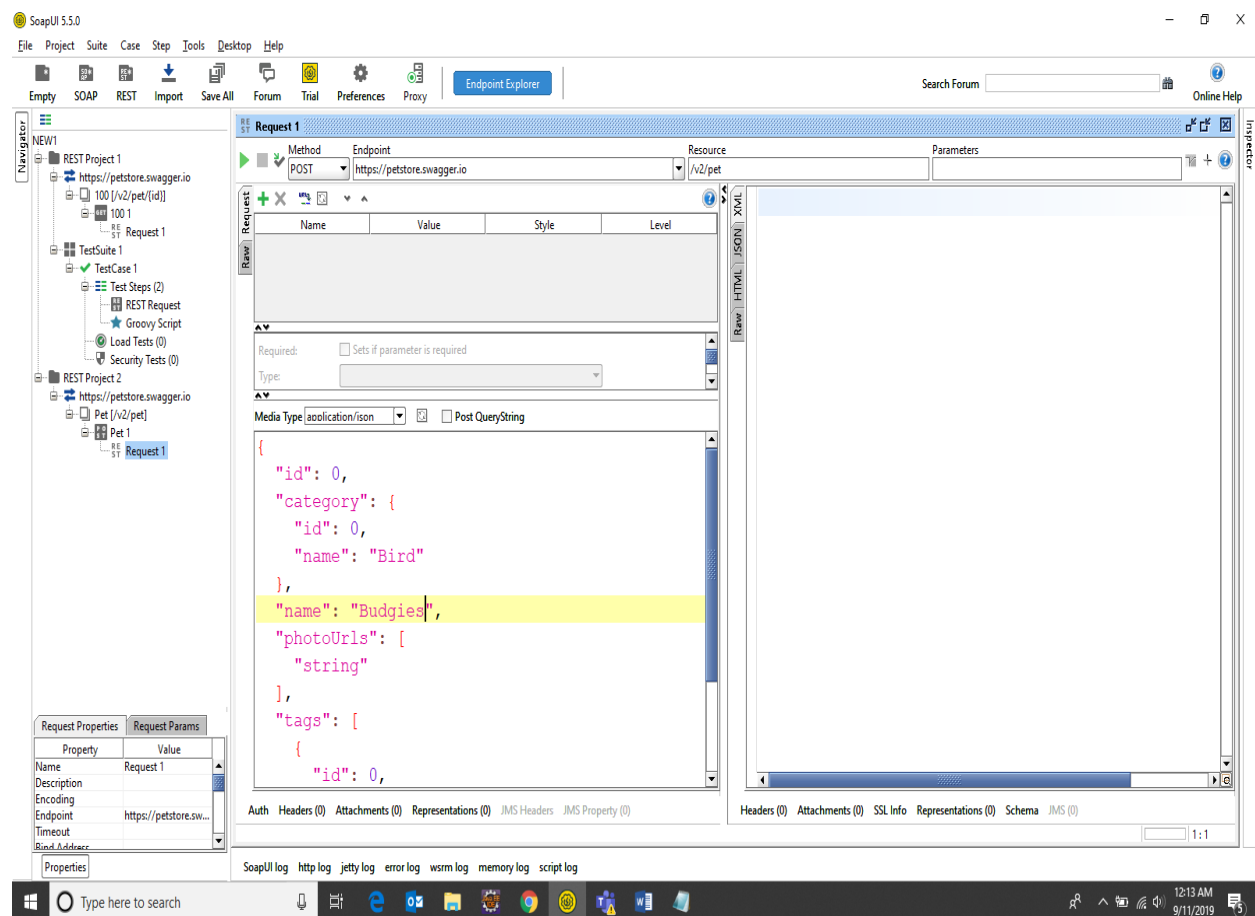 SoapUI 5.5.0
File Project Suite Case Step Tools Desktop Help
Empty SOAP REST Import Save All Forum Trial Preferences Proxy Endpoint Explorer Search Forum Online Help
Navigator
NEW1
REST Project 1
https://petstore.swagger.io
100 [/v2/pet/{id}]
100 1
Request 1
TestSuite 1
TestCase 1
Test Steps (2)
REST Request
Groovy Script
Load Tests (0)
Security Tests (0)
REST Project 2
https://petstore.swagger.io
Pet [/v2/pet]
Pet 1
Request 1
Request Properties Request Params
Property Value
Name Request 1
Description
Encoding
Endpoint https://petstore.sw...
Timeout
Bind Address
Properties
Request 1
Method Endpoint Resource Parameters
POST https://petstore.swagger.io /v2/pet
Request
Raw
Name Value Style Level
Required: Sets if parameter is required
Type:
Media Type application/json Post QueryString
{
"id": 0,
"category": {
"id": 0,
"name": "Bird"
},
"name": "Budgies",
"photoUrls": [
"string"
],
"tags": [
{
"id": 0,
Auth Headers (0) Attachments (0) Representations (0) JMS Headers JMS Property (0)
XML
JSON
HTML
Raw
Headers (0) Attachments (0) SSL Info Representations (0) Schema JMS (0)
1:1
Inspector
SoapUI log http log jetty log error log wsrm log memory log script log
Type here to search
12:13 AM
9/11/2019